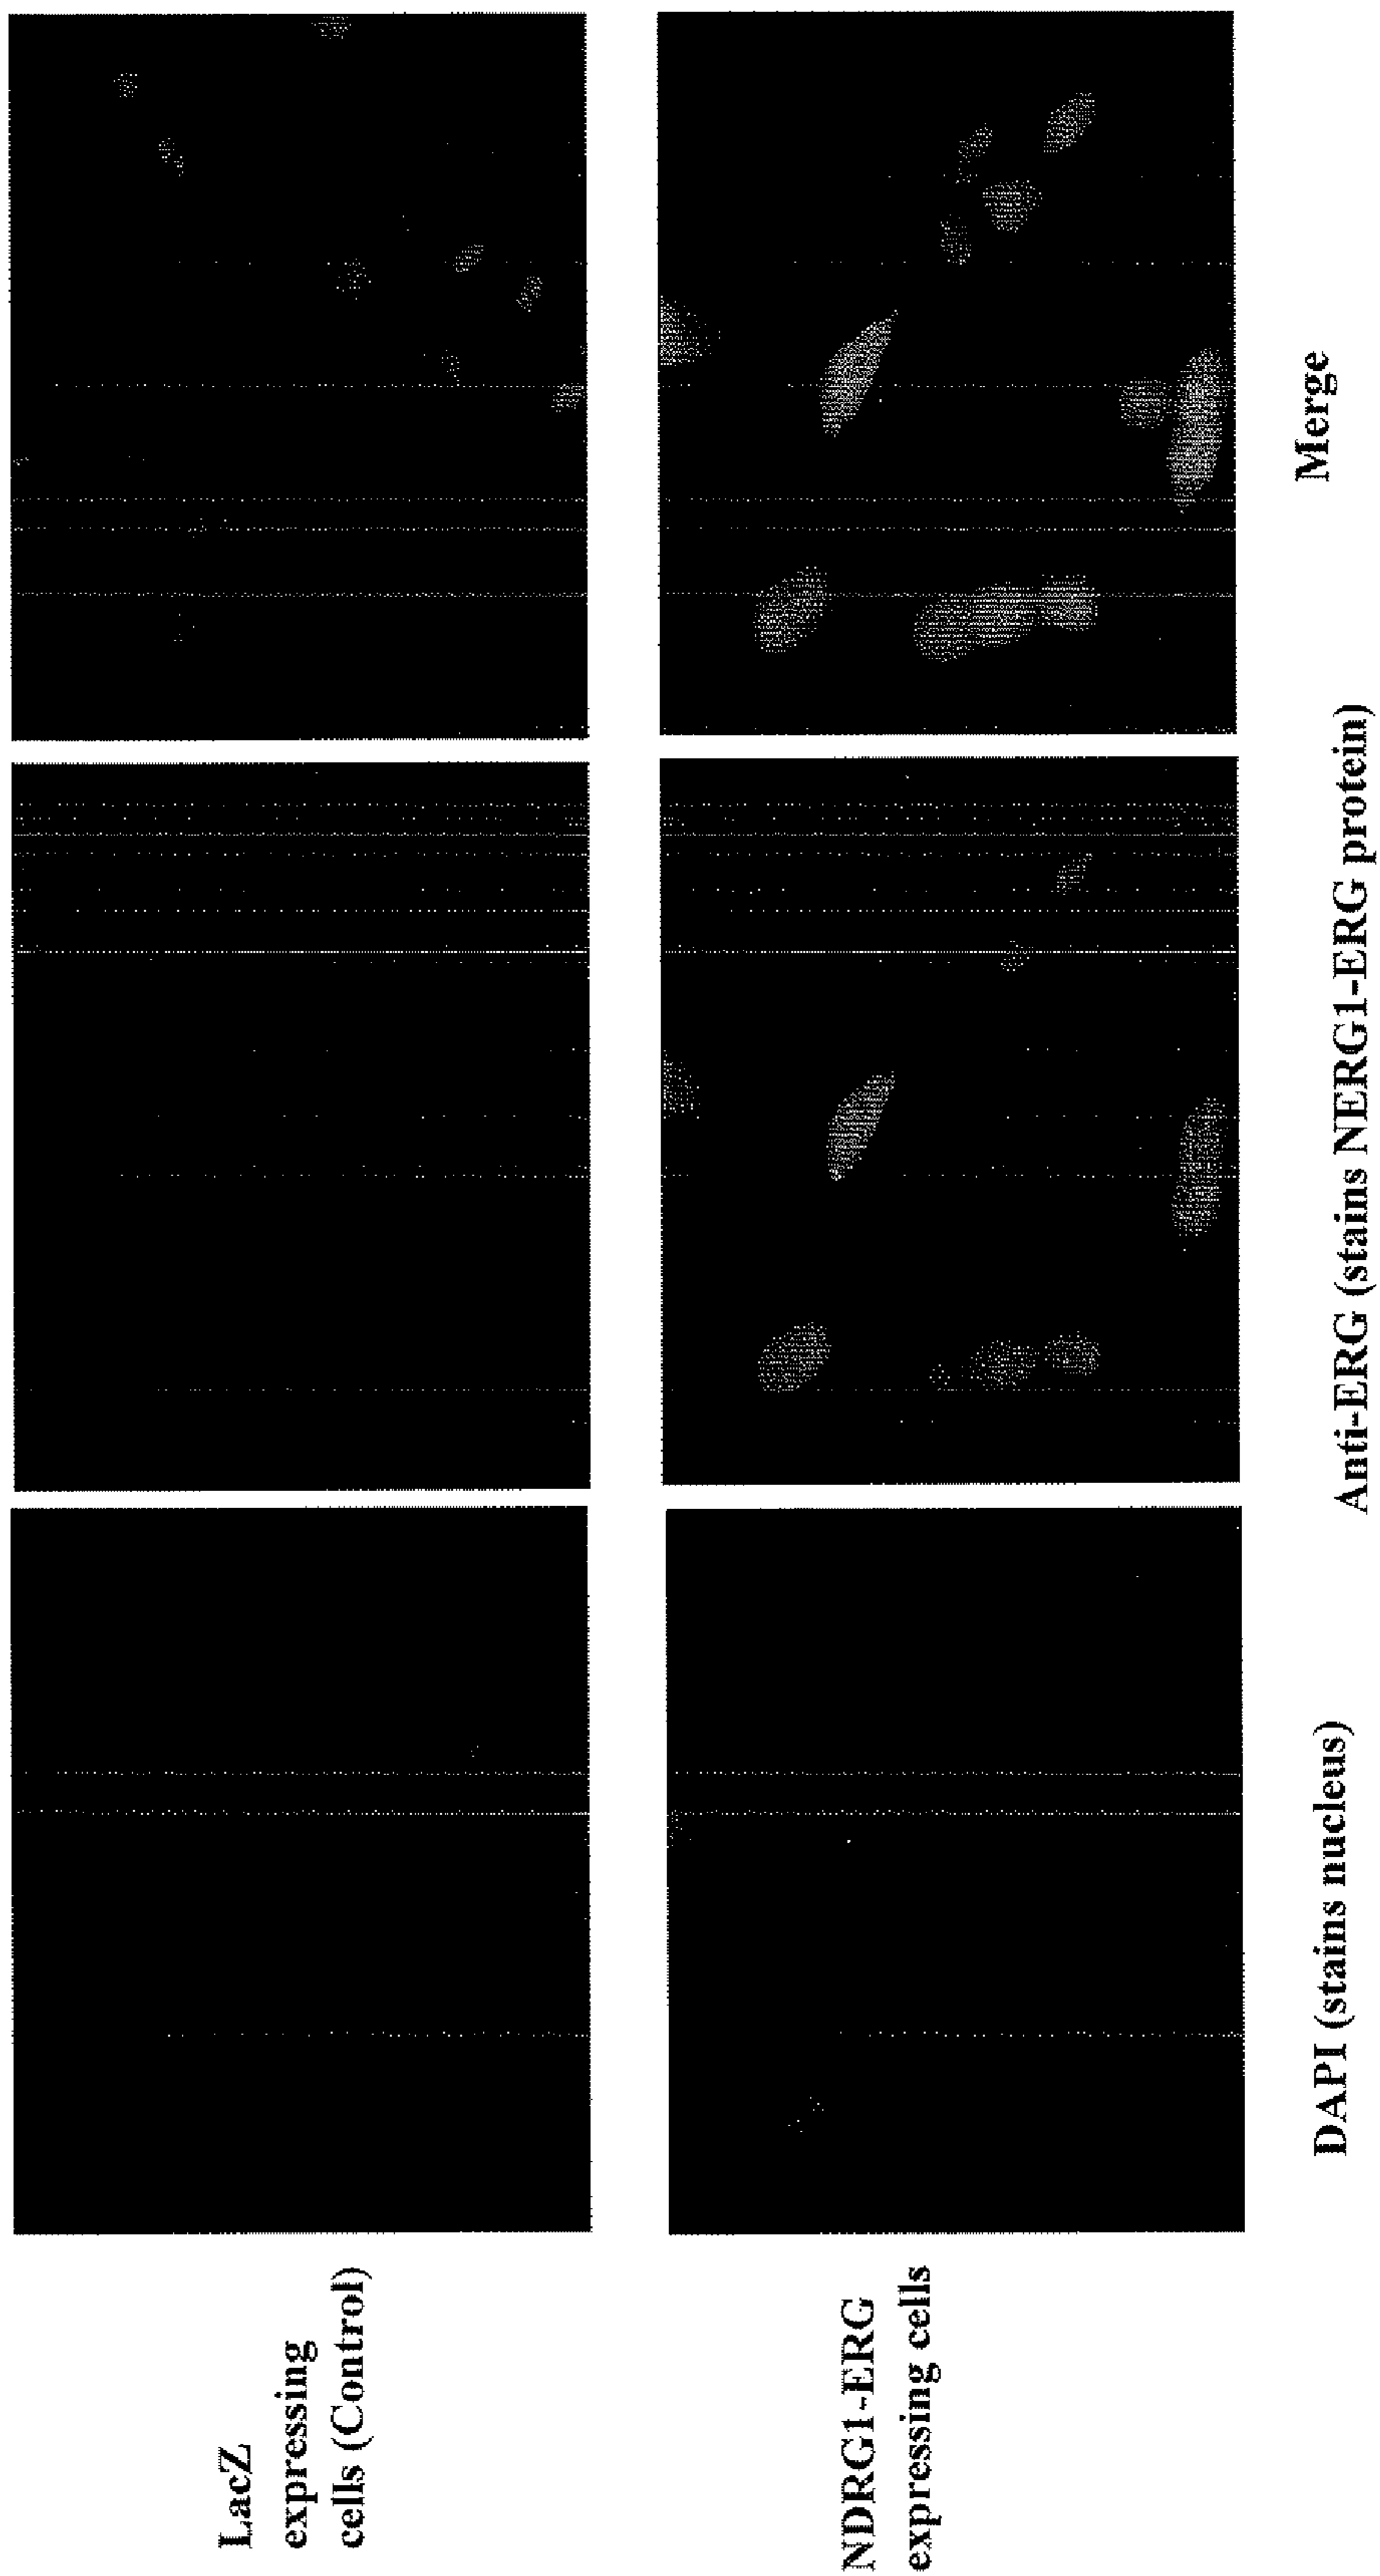 LacZ
expressing
cells (Control)
NDRG1-ERG
expressing cells
DAPI (stains nucleus)
Anti-ERG (stains NERG1-ERG protein)
Merge